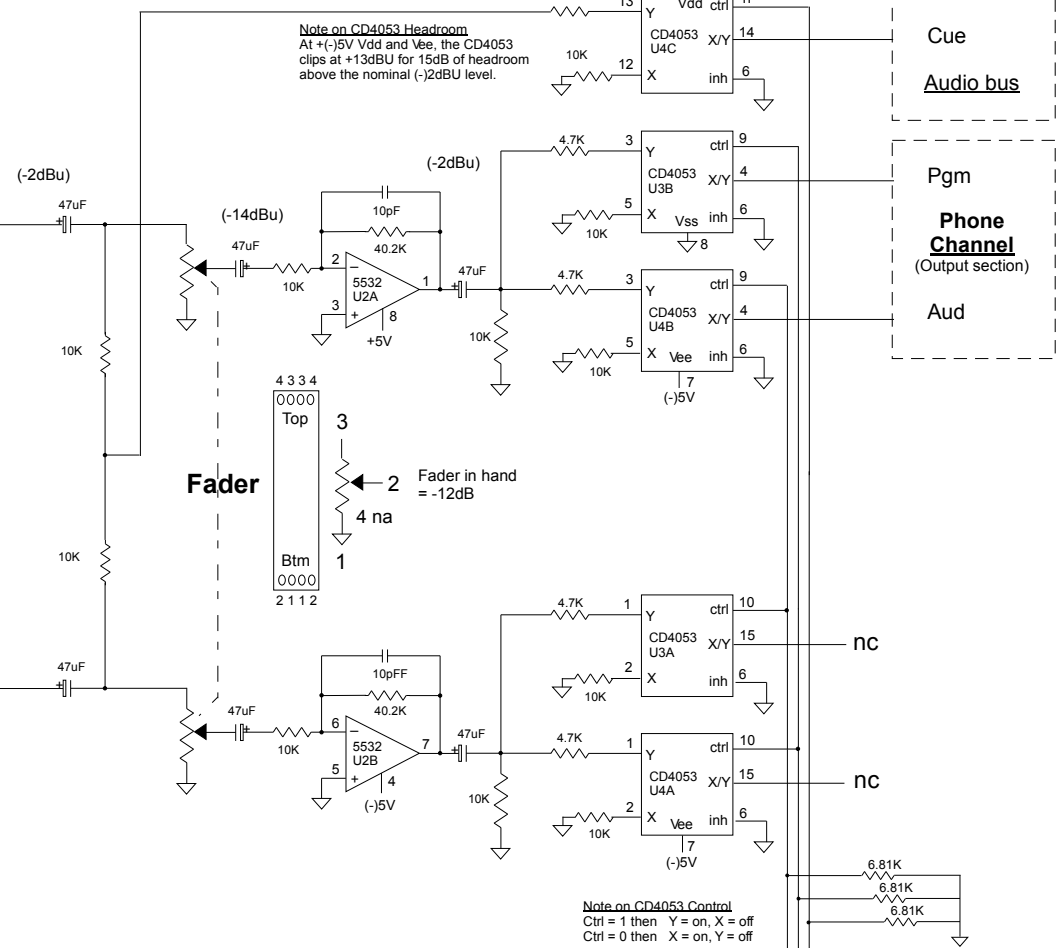 Note on CD4053 Headroom
At +(-)5V Vdd and Vee, the CD4053
clips at +13dBU for 15dB of headroom
above the nominal (-)2dBU level.
13
Y
Vdd
ctrl
CD4053
U4C
X/Y
14
10K
12
X
inh
6
Cue
Audio bus
(-2dBu)
47uF
(-14dBu)
47uF
10K
10pF
40.2K
2
−
5532
U2A
1
3
+
8
+5V
(-2dBu)
47uF
10K
4.7K
3
Y
ctrl
9
CD4053
U3B
X/Y
4
5
X
10K
Vss
inh
6
8
4.7K
3
Y
ctrl
9
CD4053
U4B
X/Y
4
5
X
10K
Vee
inh
6
7
(-)5V
Pgm
Phone
Channel
(Output section)
Aud
10K
4 3 3 4
Top
3
Fader
2
Fader in hand
= -12dB
4 na
10K
Btm
1
2 1 1 2
47uF
47uF
10K
10pFF
40.2K
6
−
5532
U2B
7
5
+
4
(-)5V
47uF
10K
4.7K
1
Y
ctrl
10
CD4053
U3A
X/Y
15
nc
2
X
10K
inh
6
4.7K
1
Y
ctrl
10
CD4053
U4A
X/Y
15
nc
2
X
10K
Vee
inh
6
7
(-)5V
6.81K
6.81K
6.81K
Note on CD4053 Control
Ctrl = 1 then Y = on, X = off
Ctrl = 0 then X = on, Y = off